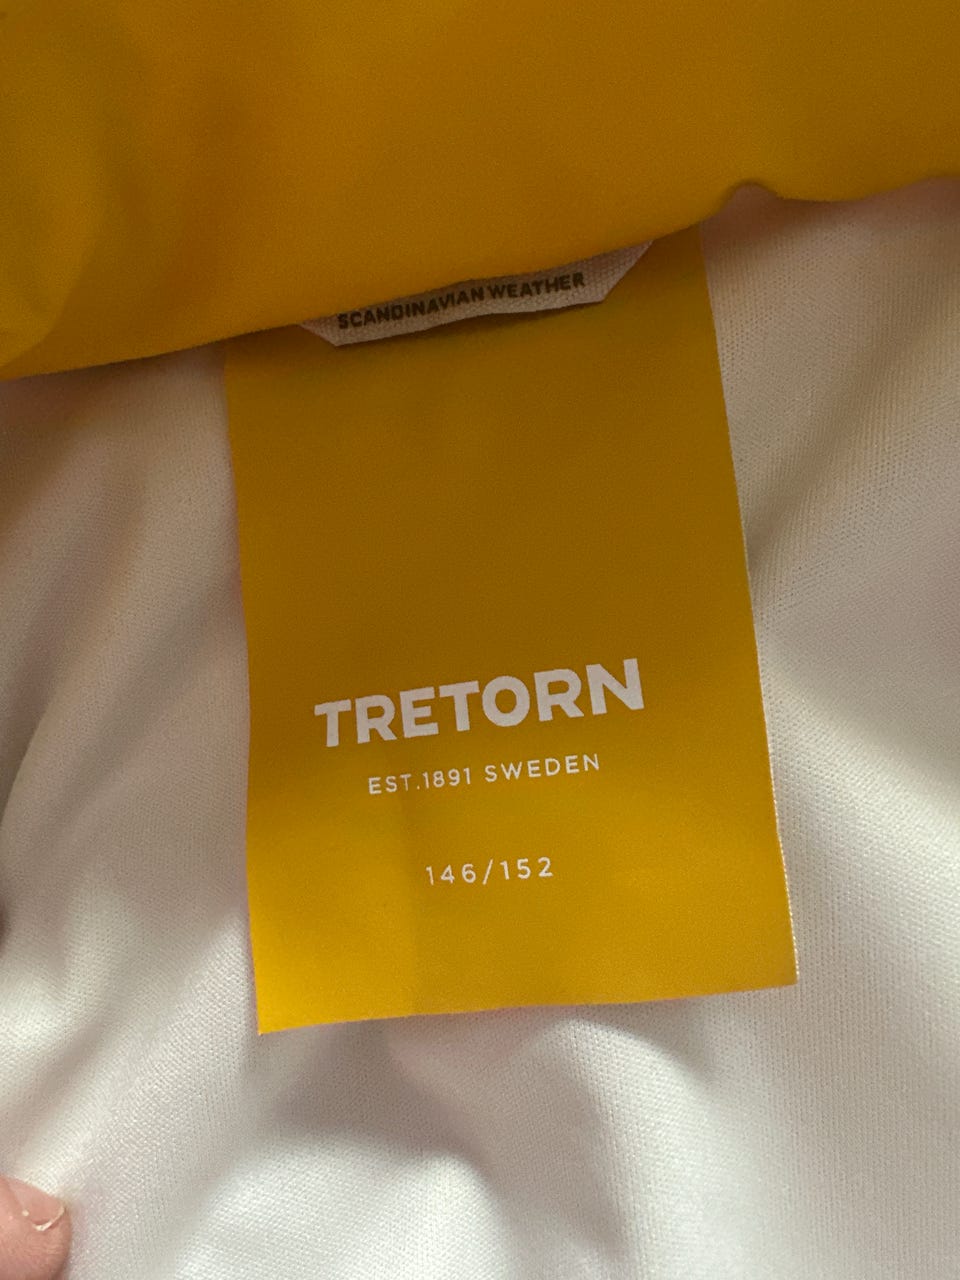 SCANDINAVIAN WEATHER
TRETORN
EST.1891 SWEDEN
146/152